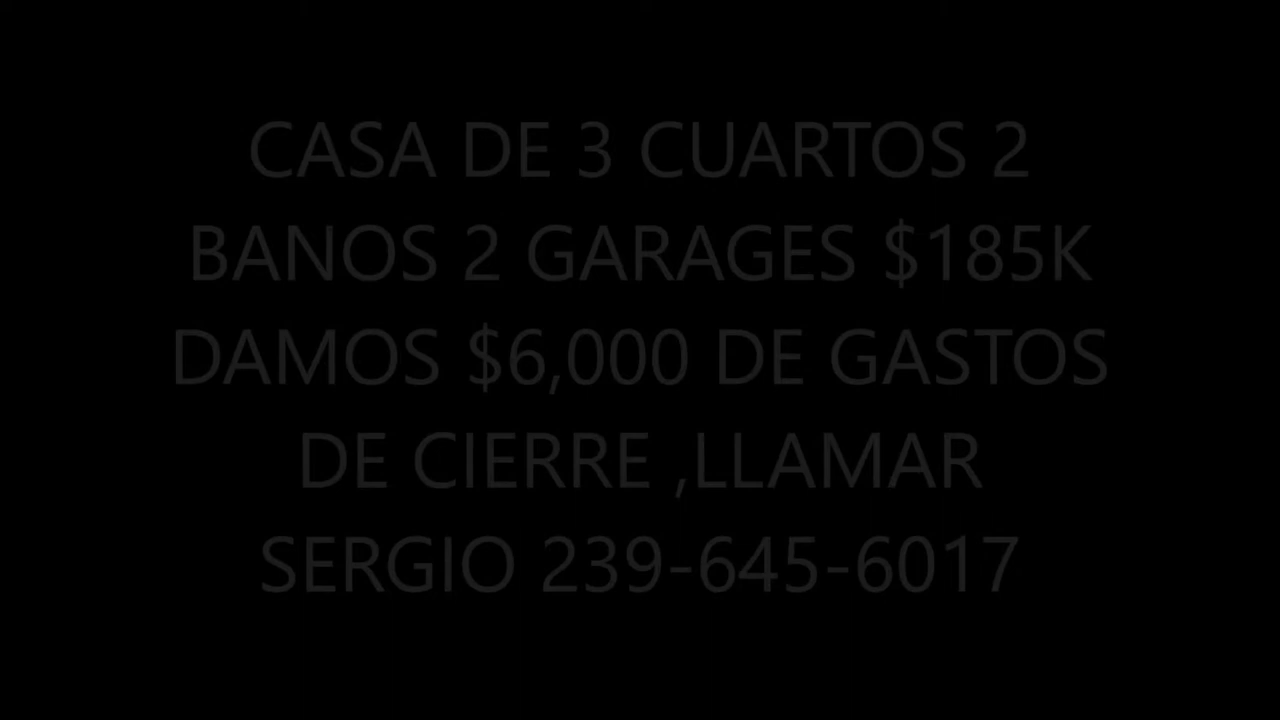 CASA DE 3 CUARTOS 2
BANOS 2 GARAGES $185K
DAMOS $6,000 DE GASTOS
DE CIERRE ,LLAMAR
SERGIO 239-645-6017